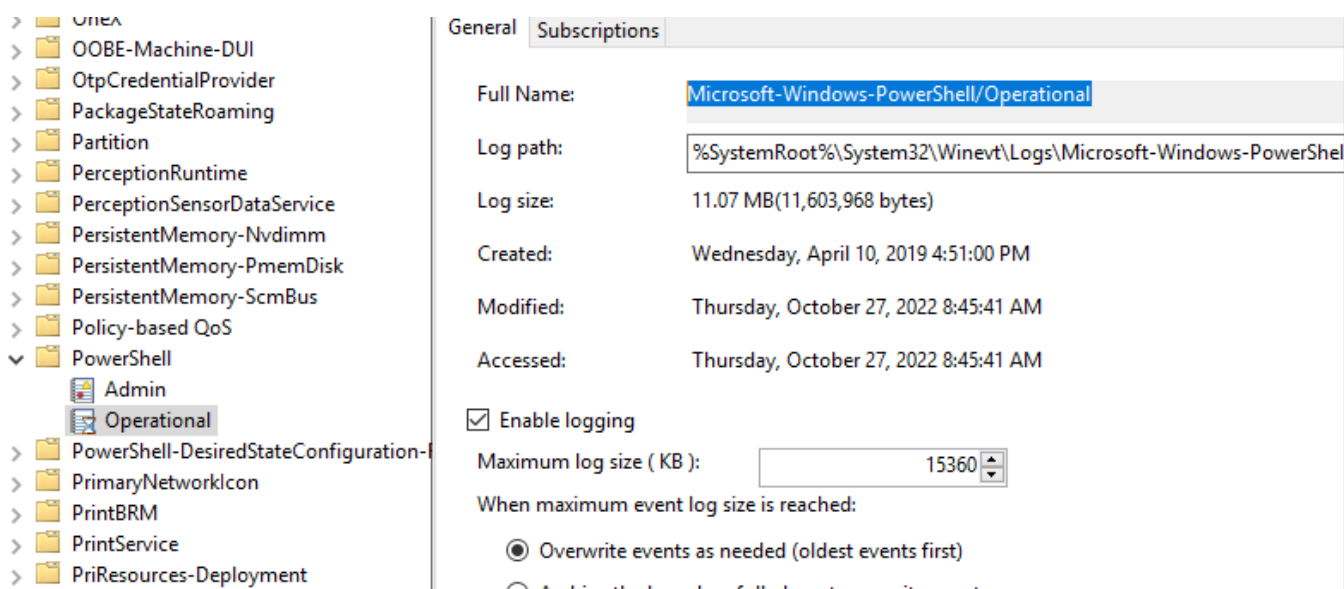 OneX
OOBE-Machine-DUI
OtpCredentialProvider
PackageStateRoaming
Partition
PerceptionRuntime
PerceptionSensorDataService
PersistentMemory-Nvdimm
PersistentMemory-PmemDisk
PersistentMemory-ScmBus
Policy-based QoS
PowerShell
Admin
Operational
PowerShell-DesiredStateConfiguration-
PrimaryNetworkIcon
PrintBRM
PrintService
PriResources-Deployment
General Subscriptions
Full Name: Microsoft-Windows-PowerShell/Operational
Log path: %SystemRoot%\System32\Winevt\Logs\Microsoft-Windows-PowerShel
Log size: 11.07 MB(11,603,968 bytes)
Created: Wednesday, April 10, 2019 4:51:00 PM
Modified: Thursday, October 27, 2022 8:45:41 AM
Accessed: Thursday, October 27, 2022 8:45:41 AM
Enable logging
Maximum log size ( KB ): 15360
When maximum event log size is reached:
Overwrite events as needed (oldest events first)